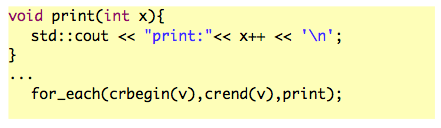 void print(int x){
  std::cout << "print:"<< x++ << '\n';
}
...
  for_each(crbegin(v),crend(v),print);